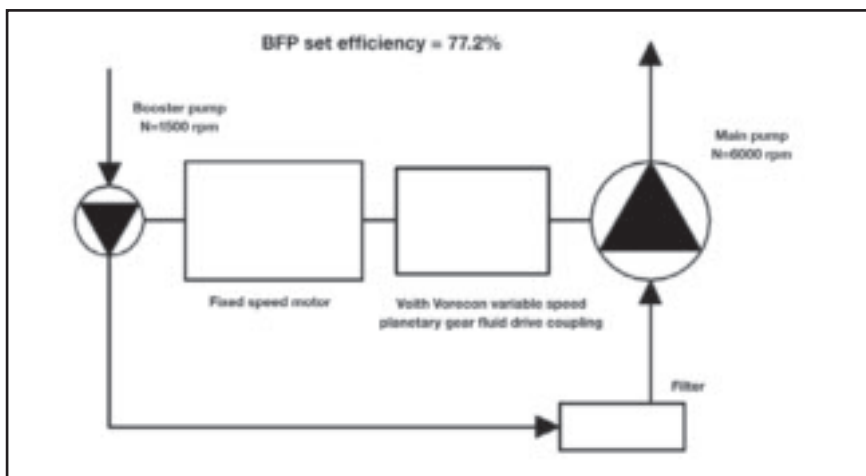 BFP set efficiency = 77.2%
Booster pump
N=1500 rpm
Main pump
N=6000 rpm
Fixed speed motor
Voith Vorecon variable speed
planetary gear fluid drive coupling
Filter